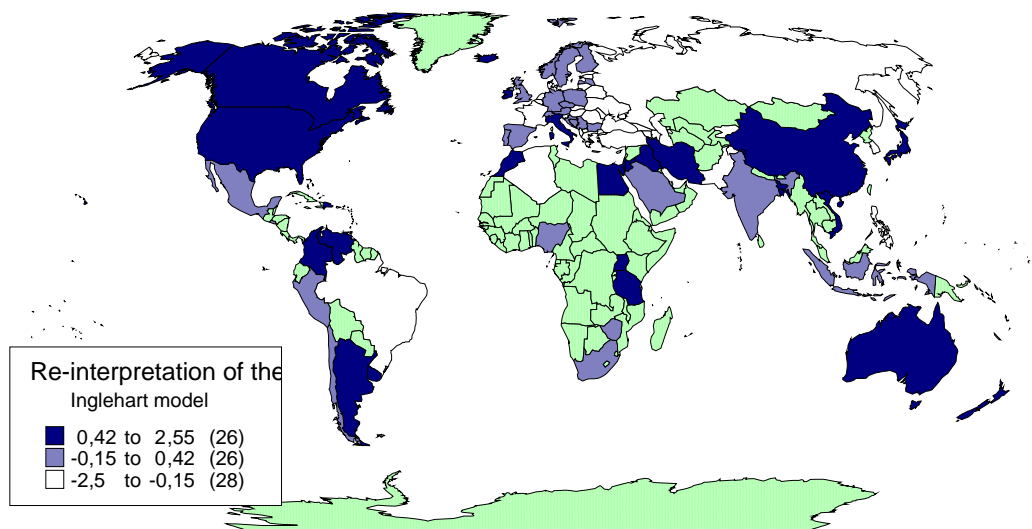 Re-interpretation of the
Inglehart model
0,42 to 2,55 (26)
-0,15 to 0,42 (26)
-2,5 to -0,15 (28)